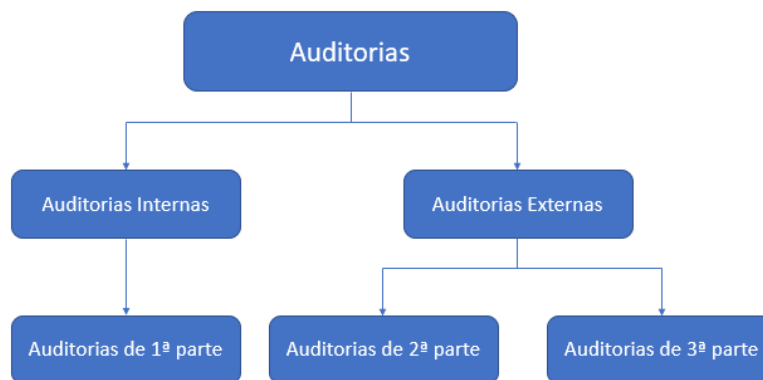 Auditorias
Auditorias Internas
Auditorias Externas
Auditorias de 1ª parte
Auditorias de 2ª parte
Auditorias de 3ª parte